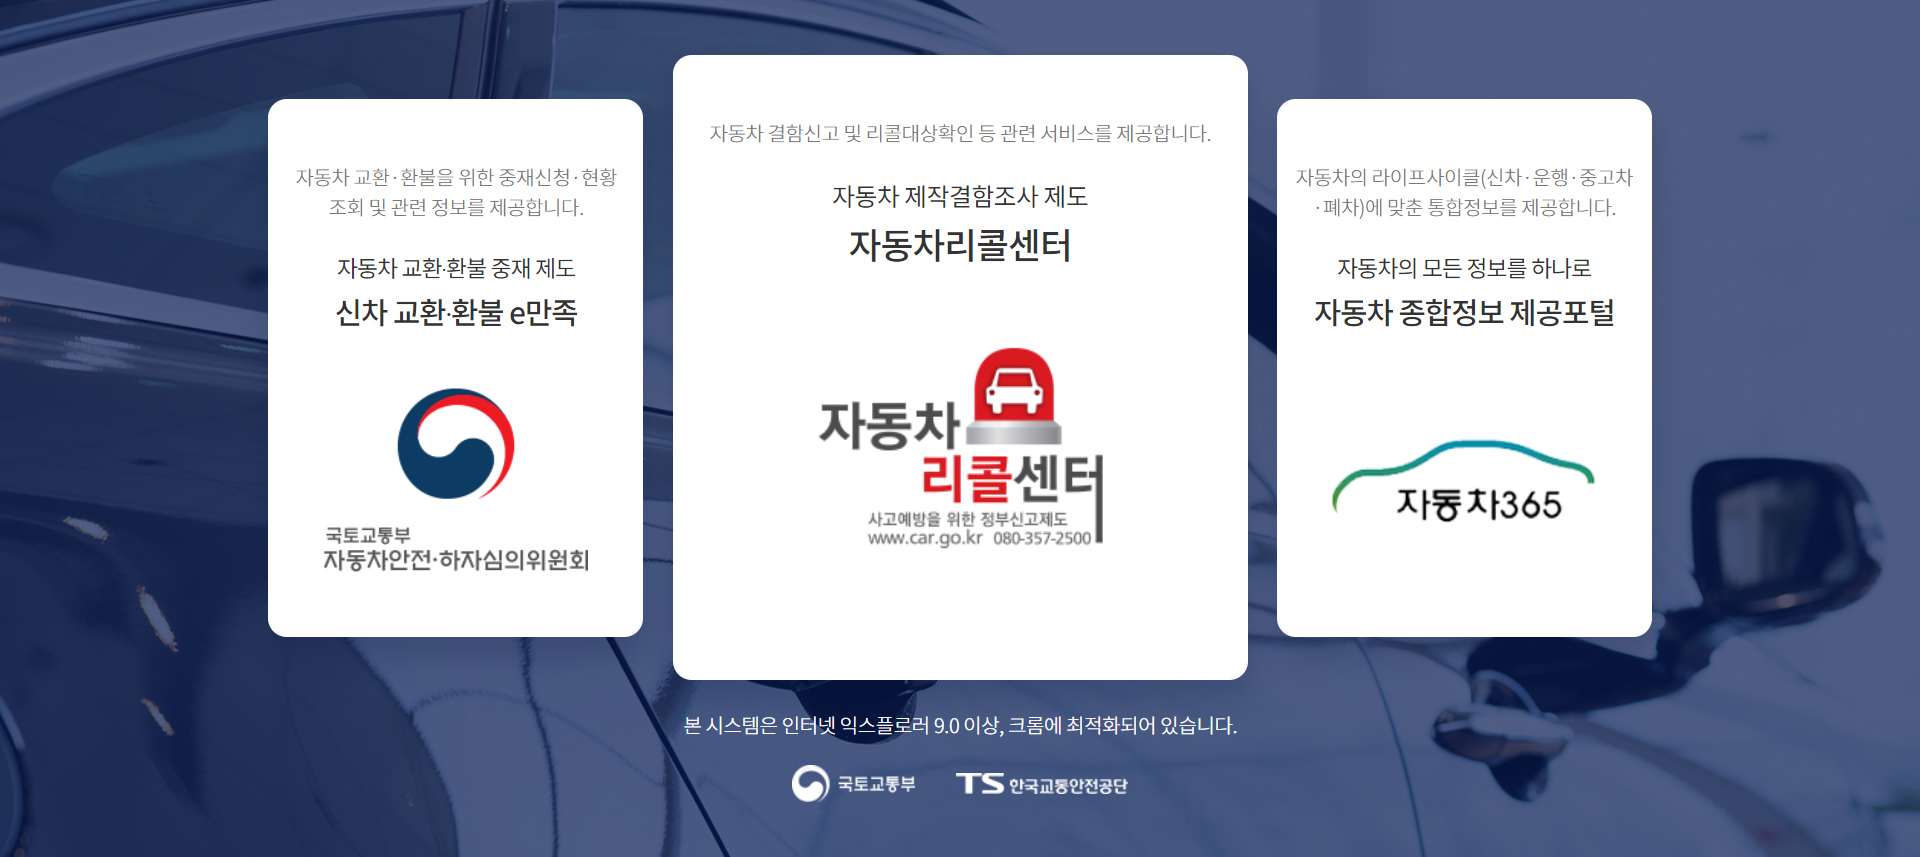 자동차 교환·환불을 위한 중재신청·현황
조회 및 관련 정보를 제공합니다.
자동차 교환·환불 중재 제도
신차 교환·환불 e만족
국토교통부
자동차안전·하자심의위원회
자동차 결함신고 및 리콜대상확인 등 관련 서비스를 제공합니다.
자동차 제작결함조사 제도
자동차리콜센터
자동차
리콜센터
사고예방을 위한 정부신고제도
www.car.go.kr 080-357-2500
자동차의 라이프사이클(신차·운행·중고차
·폐차)에 맞춘 통합정보를 제공합니다.
자동차의 모든 정보를 하나로
자동차 종합정보 제공포털
자동차365
본 시스템은 인터넷 익스플로러 9.0 이상, 크롬에 최적화되어 있습니다.
국토교통부 TS 한국교통안전공단